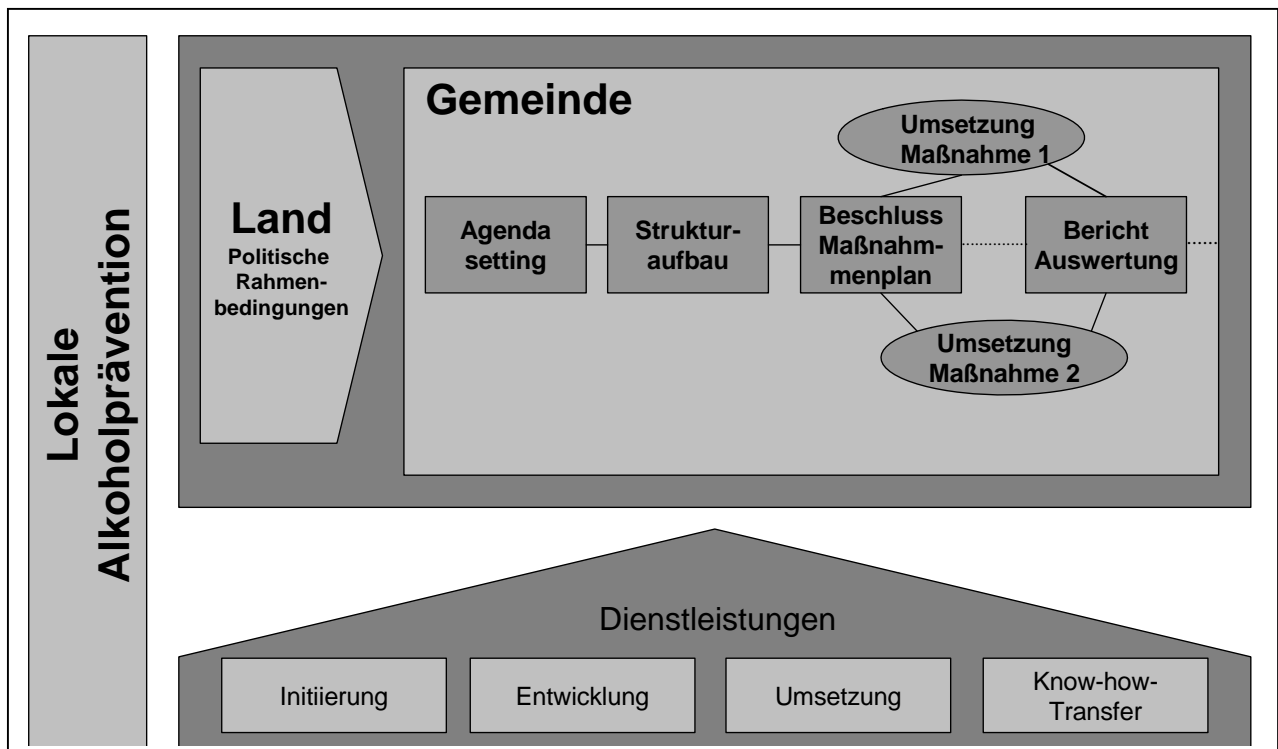 Lokale
Alkoholprävention
Land
Politische
Rahmen-
bedingungen
Gemeinde
Agenda
setting
Struktur-
aufbau
Beschluss
Maßnahm-
menplan
Umsetzung
Maßnahme 1
Umsetzung
Maßnahme 2
Bericht
Auswertung
Dienstleistungen
Initiierung
Entwicklung
Umsetzung
Know-how-
Transfer